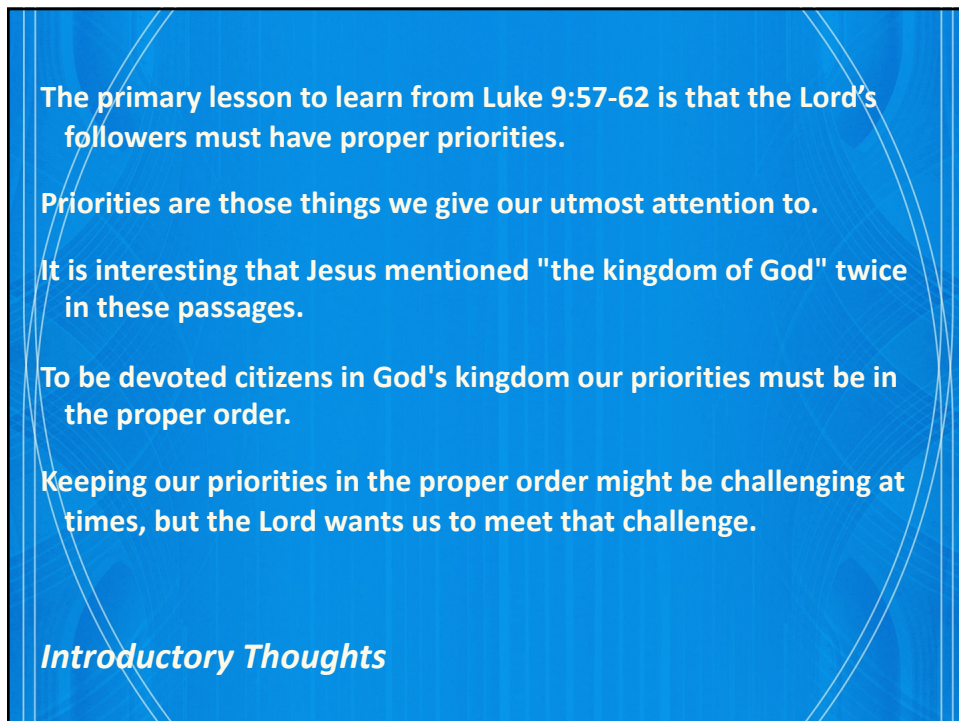 The primary lesson to learn from Luke 9:57-62 is that the Lord’s
followers must have proper priorities.
Priorities are those things we give our utmost attention to.
It is interesting that Jesus mentioned "the kingdom of God" twice
in these passages.
To be devoted citizens in God's kingdom our priorities must be in
the proper order.
Keeping our priorities in the proper order might be challenging at
times, but the Lord wants us to meet that challenge.
Introductory Thoughts